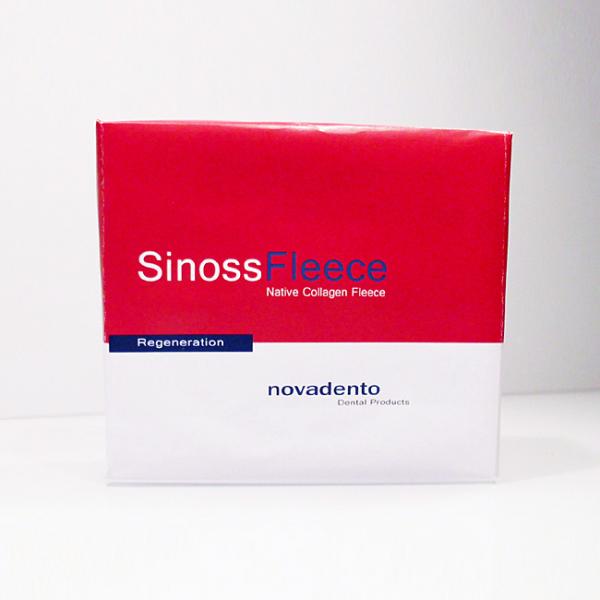 SinossFleece
Native Collagen Fleece
Regeneration
novadento
Dental Products